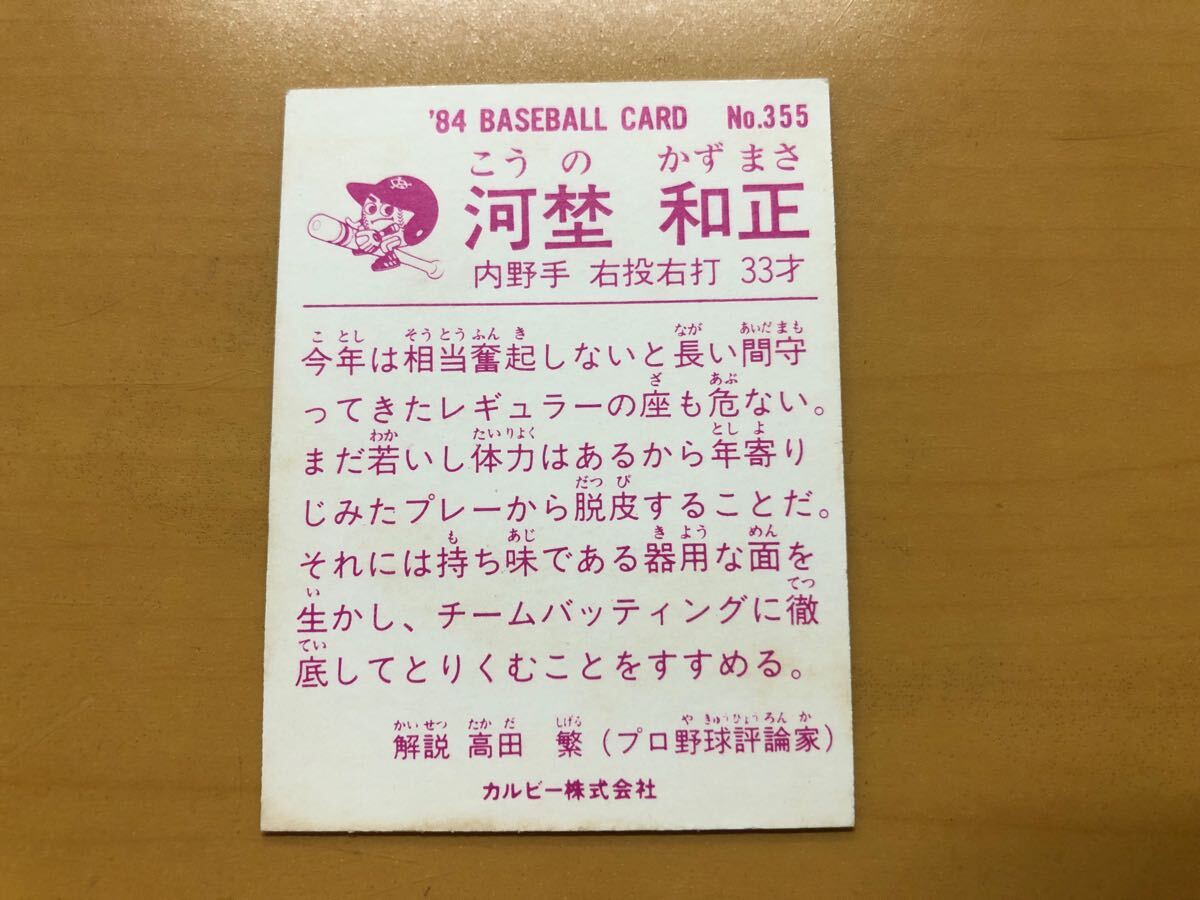 '84 BASEBALL CARD No.355
こうの かずまさ
河埜 和正
内野手 右投右打 33才
ことし そうとうふんき なが あいだまも
今年は相当奮起しないと長い間守
ざ あぶ
ってきたレギュラーの座も危ない。
わか たいりよく としよ
まだ若いし体力はあるから年寄り
だつぴ
じみたプレーから脱皮することだ。
も あじ きよう めん
それには持ち味である器用な面を
い てつ
生かし、チームバッティングに徹
てい
底してとりくむことをすすめる。
かいせつ たかだ しげる やきゅうひょうろんか
解説 高田 繁(プロ野球評論家)
カルビー株式会社